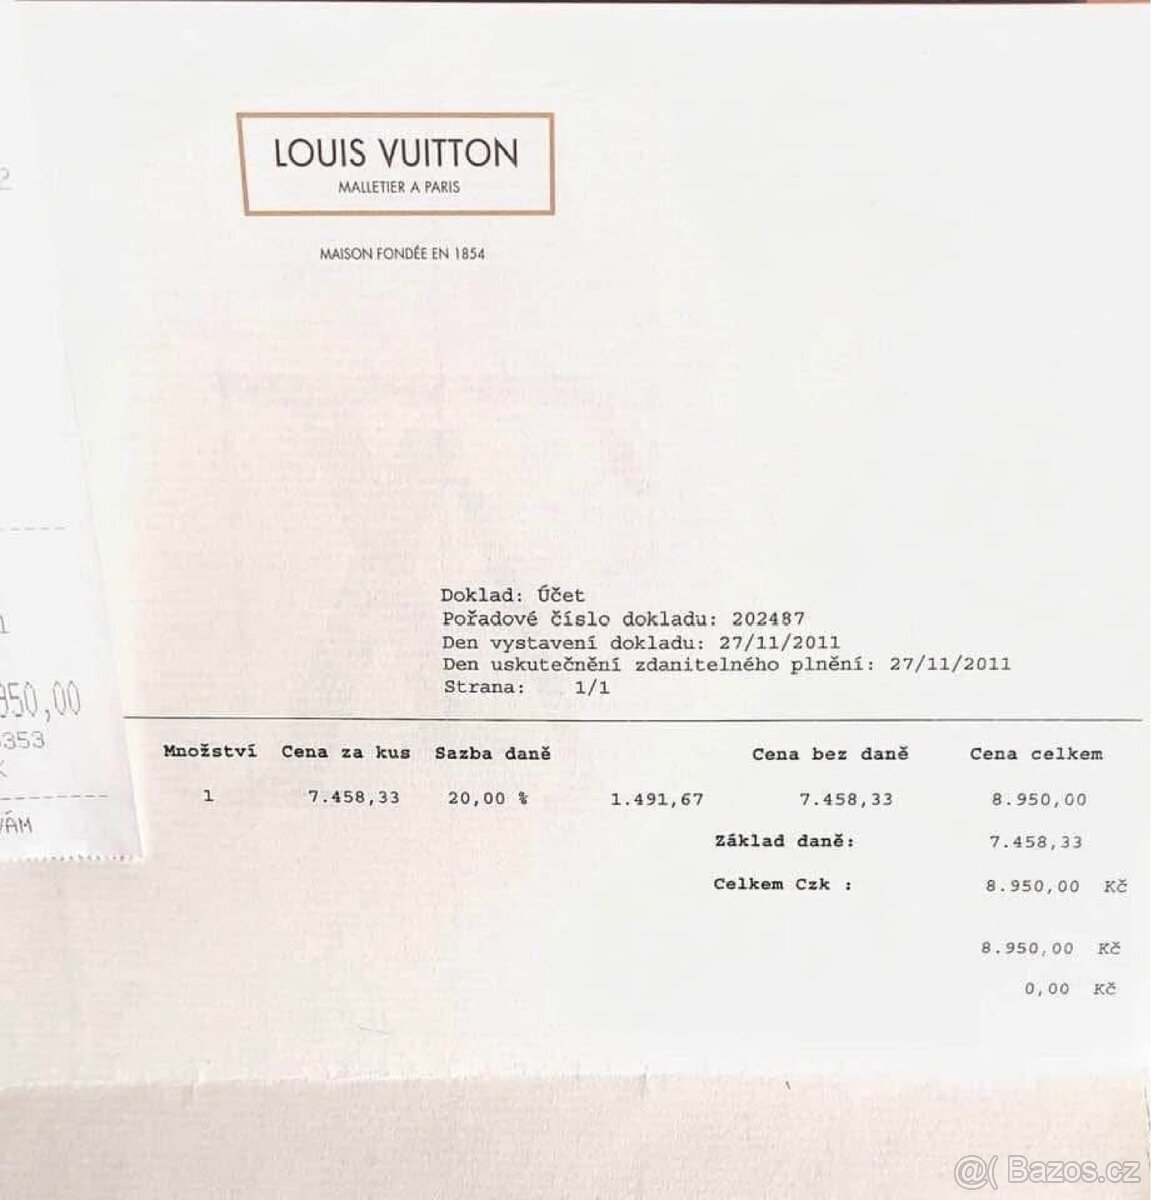 LOUIS VUITTON
MALLETIER A PARIS
MAISON FONDÉE EN 1854
2
Doklad: Účet
Pořadové číslo dokladu: 202487
Den vystavení dokladu: 27/11/2011
Den uskutečnění zdanitelného plnění: 27/11/2011
Strana: 1/1
1
950,00
353
K
VÁM
Množství Cena za kus Sazba daně Cena bez daně Cena celkem
1 7.458,33 20,00 % 1.491,67 7.458,33 8.950,00
Základ daně: 7.458,33
Celkem Czk : 8.950,00 Kč
8.950,00 Kč
0,00 Kč
@( Bazos.cz